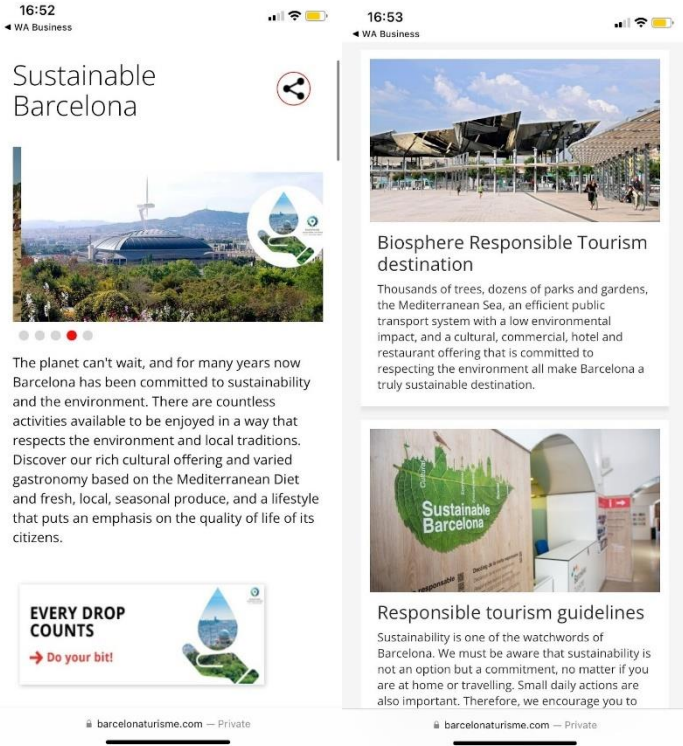 16:52
◄ WA Business
Sustainable
Barcelona
The planet can't wait, and for many years now
Barcelona has been committed to sustainability
and the environment. There are countless
activities available to be enjoyed in a way that
respects the environment and local traditions.
Discover our rich cultural offering and varied
gastronomy based on the Mediterranean Diet
and fresh, local, seasonal produce, and a lifestyle
that puts an emphasis on the quality of life of its
citizens.
EVERY DROP
COUNTS
→ Do your bit!
barcelonaturisme.com — Private
16:53
◄ WA Business
Biosphere Responsible Tourism
destination
Thousands of trees, dozens of parks and gardens,
the Mediterranean Sea, an efficient public
transport system with a low environmental
impact, and a cultural, commercial, hotel and
restaurant offering that is committed to
respecting the environment all make Barcelona a
truly sustainable destination.
Cultural
Sustainable
Barcelona
responsible
Responsible tourism guidelines
Sustainability is one of the watchwords of
Barcelona. We must be aware that sustainability is
not an option but a commitment, no matter if you
are at home or travelling. Small daily actions are
also important. Therefore, we encourage you to
barcelonaturisme.com — Private